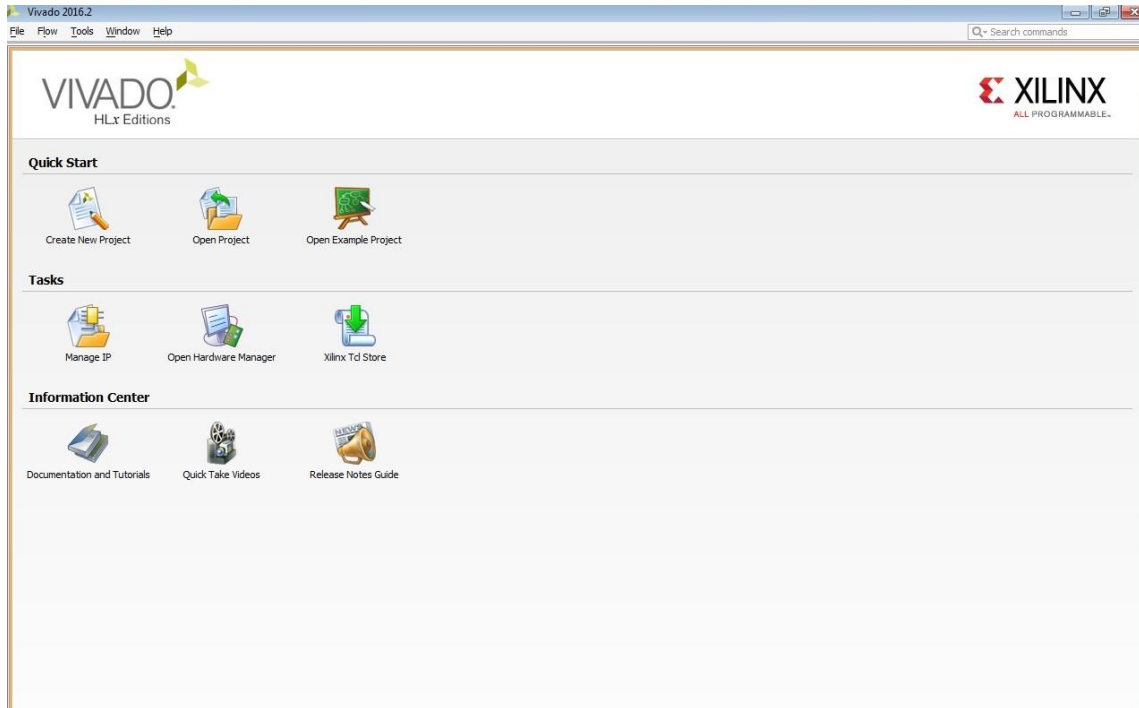 Vivado 2016.2
File Flow Tools Window Help
Search commands
VIVADO.
HLx Editions
XILINX
ALL PROGRAMMABLE™
Quick Start
Create New Project Open Project Open Example Project
Tasks
Manage IP Open Hardware Manager Xilinx Tcl Store
Information Center
NEWS
Documentation and Tutorials Quick Take Videos Release Notes Guide